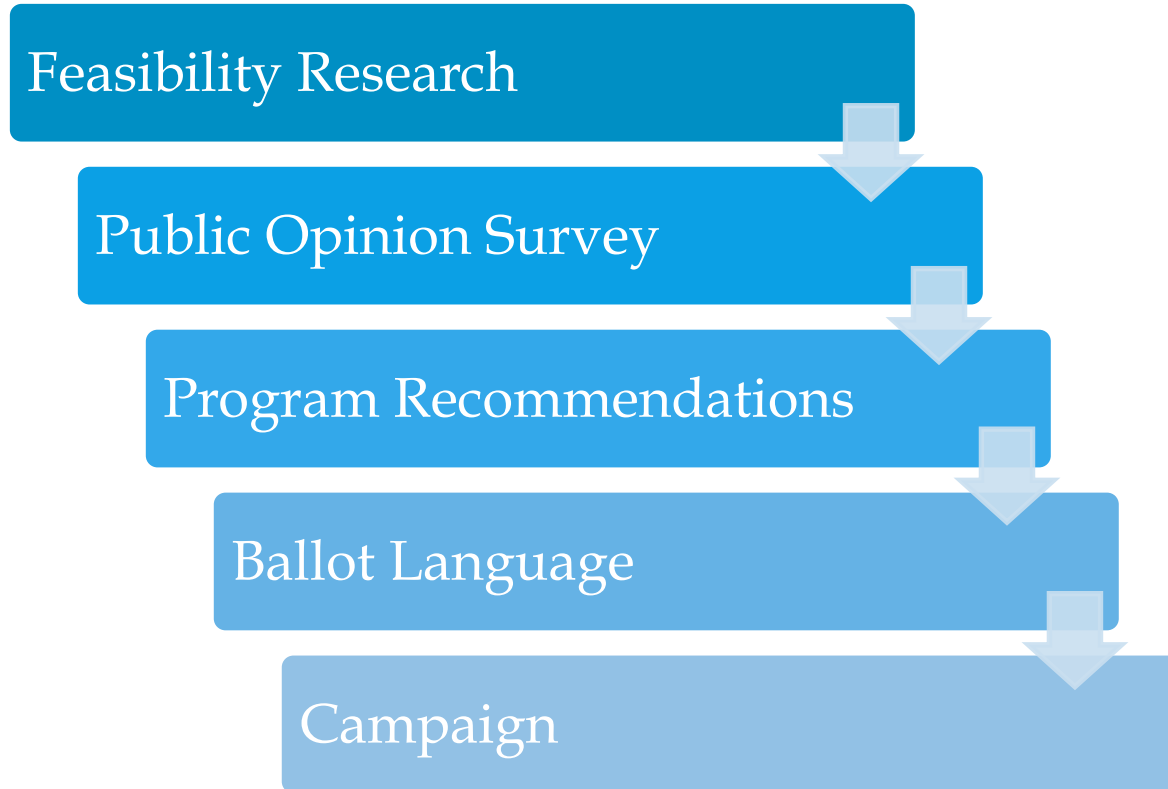 Feasibility Research
Public Opinion Survey
Program Recommendations
Ballot Language
Campaign